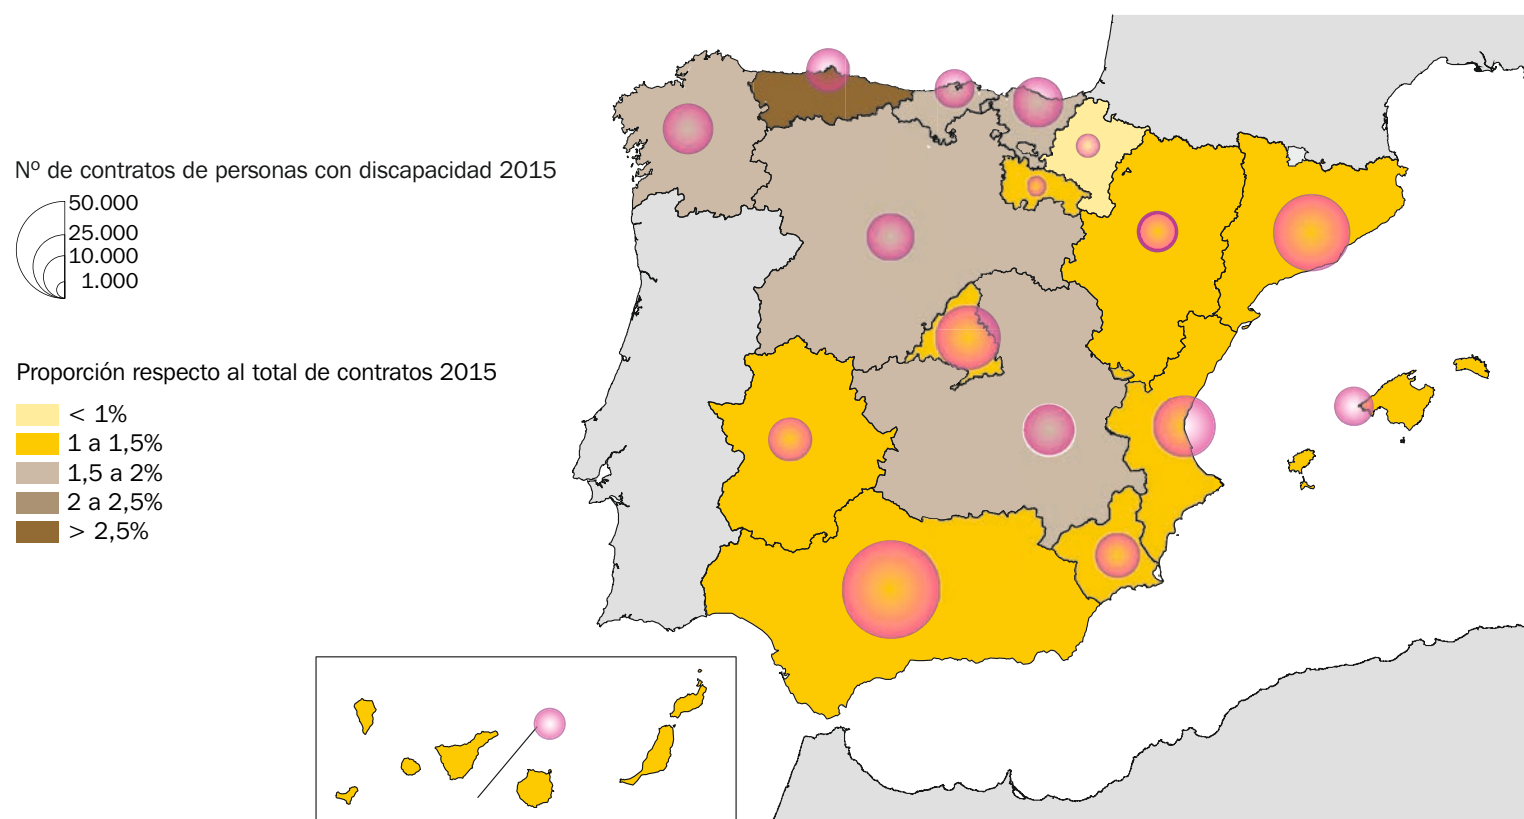 Nº de contratos de personas con discapacidad 2015
50.000
25.000
10.000
1.000
Proporción respecto al total de contratos 2015
< 1%
1 a 1,5%
1,5 a 2%
2 a 2,5%
> 2,5%